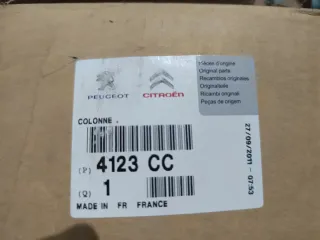 PEUGEOT
CITROËN
Pièces d'origine
Original parts
Recambios originales
Originalteile
Ricambi originali
Peças de origem
COLONNE .
(P) 4123 CC
(Q) 1
MADE IN FR FRANCE
27/09/2011 - 07:53